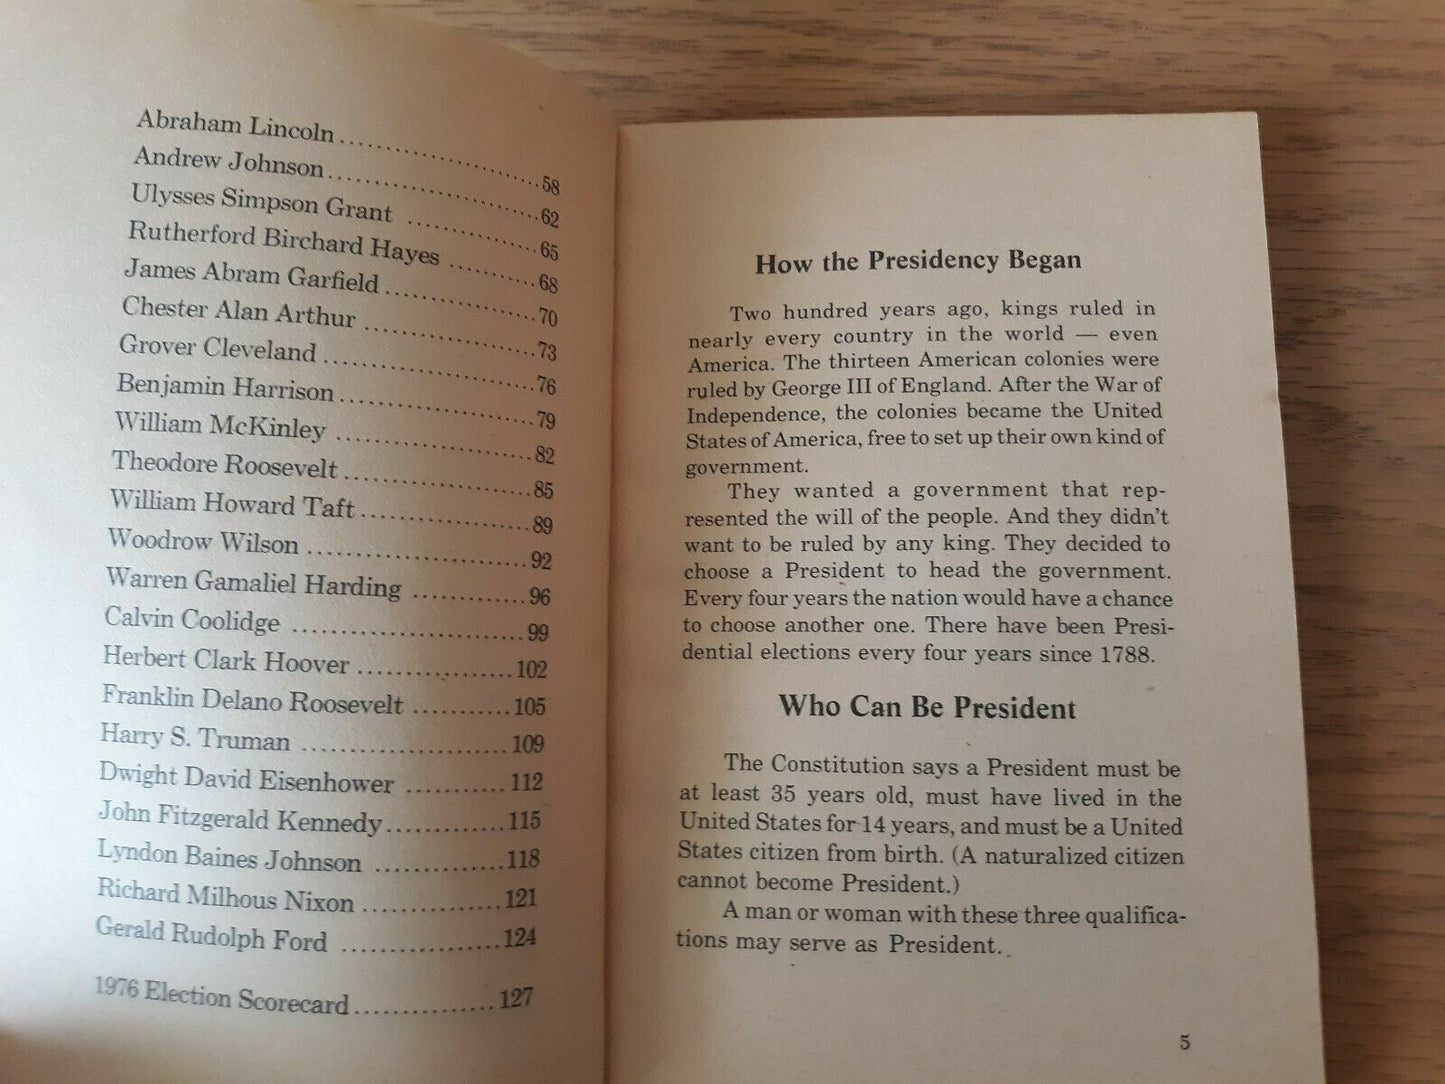 Abraham Lincoln....................58
Andrew Johnson.....................62
Ulysses Simpson Grant .............65
Rutherford Birchard Hayes .........68
James Abram Garfield...............70
Chester Alan Arthur ...............73
Grover Cleveland ..................76
Benjamin Harrison..................79
William McKinley ..................82
Theodore Roosevelt.................85
William Howard Taft................89
Woodrow Wilson ....................92
Warren Gamaliel Harding ...........96
Calvin Coolidge ...................99
Herbert Clark Hoover ..............102
Franklin Delano Roosevelt .........105
Harry S. Truman ...................109
Dwight David Eisenhower ...........112
John Fitzgerald Kennedy............115
Lyndon Baines Johnson .............118
Richard Milhous Nixon .............121
Gerald Rudolph Ford ...............124
1976 Election Scorecard............127
How the Presidency Began
Two hundred years ago, kings ruled in
nearly every country in the world — even
America. The thirteen American colonies were
ruled by George III of England. After the War of
Independence, the colonies became the United
States of America, free to set up their own kind of
government.
They wanted a government that rep-
resented the will of the people. And they didn't
want to be ruled by any king. They decided to
choose a President to head the government.
Every four years the nation would have a chance
to choose another one. There have been Presi-
dential elections every four years since 1788.
Who Can Be President
The Constitution says a President must be
at least 35 years old, must have lived in the
United States for 14 years, and must be a United
States citizen from birth. (A naturalized citizen
cannot become President.)
A man or woman with these three qualifica-
tions may serve as President.
5